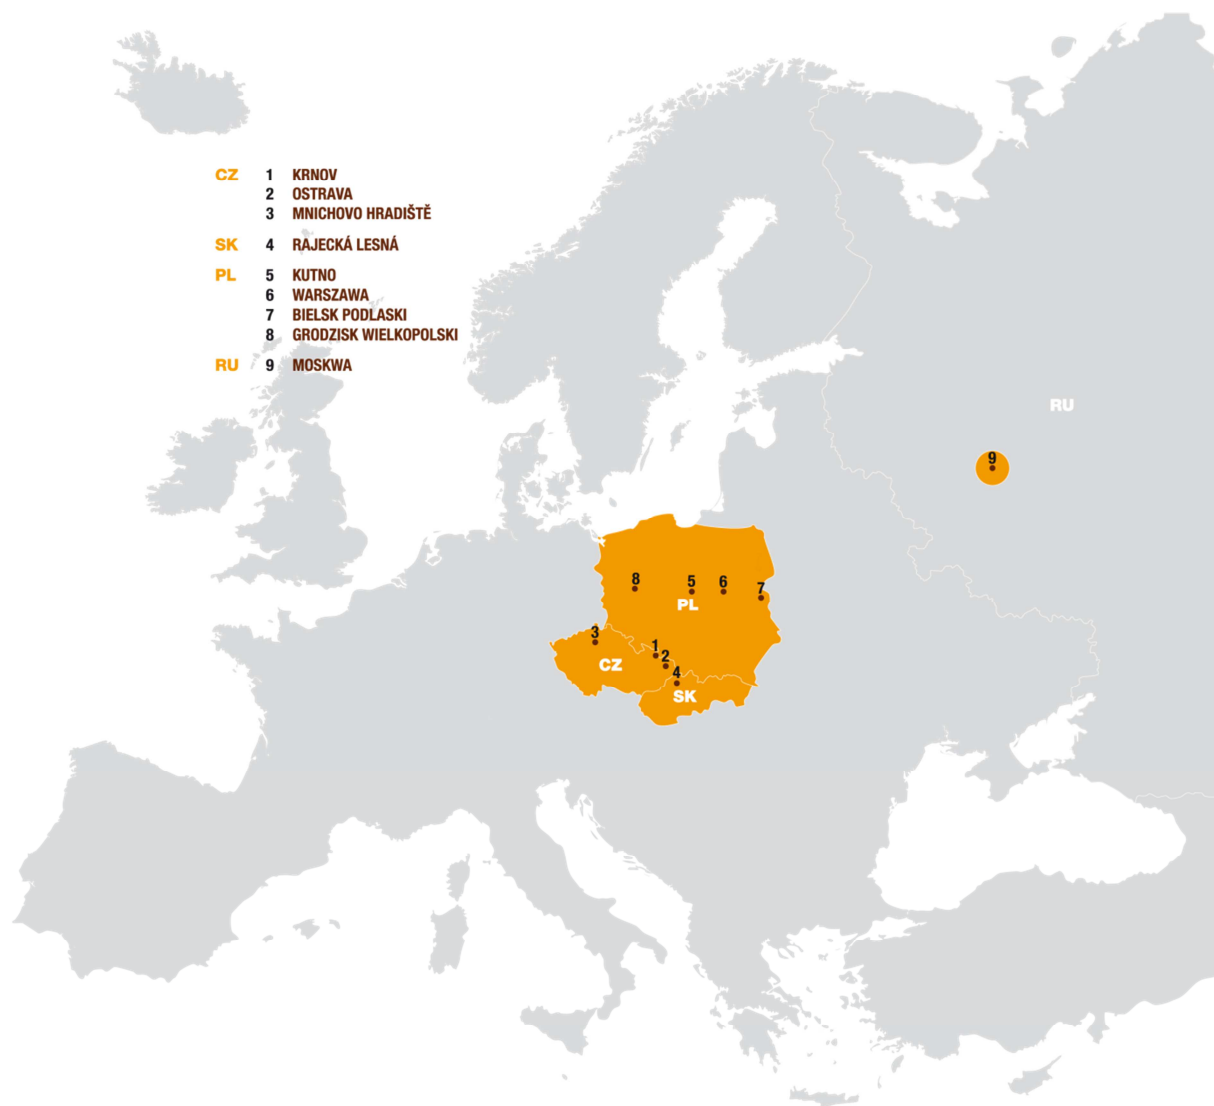 CZ 1 KRNOV
2 OSTRAVA
3 MNICHOVO HRADIŠTĚ
SK 4 RAJECKÁ LESNÁ
PL 5 KUTNO
6 WARSZAWA
7 BIELSK PODLASKI
8 GRODZISK WIELKOPOLSKI
RU 9 MOSKWA
RU
9
8 5 6 7
PL
3 1
2
CZ
4
SK